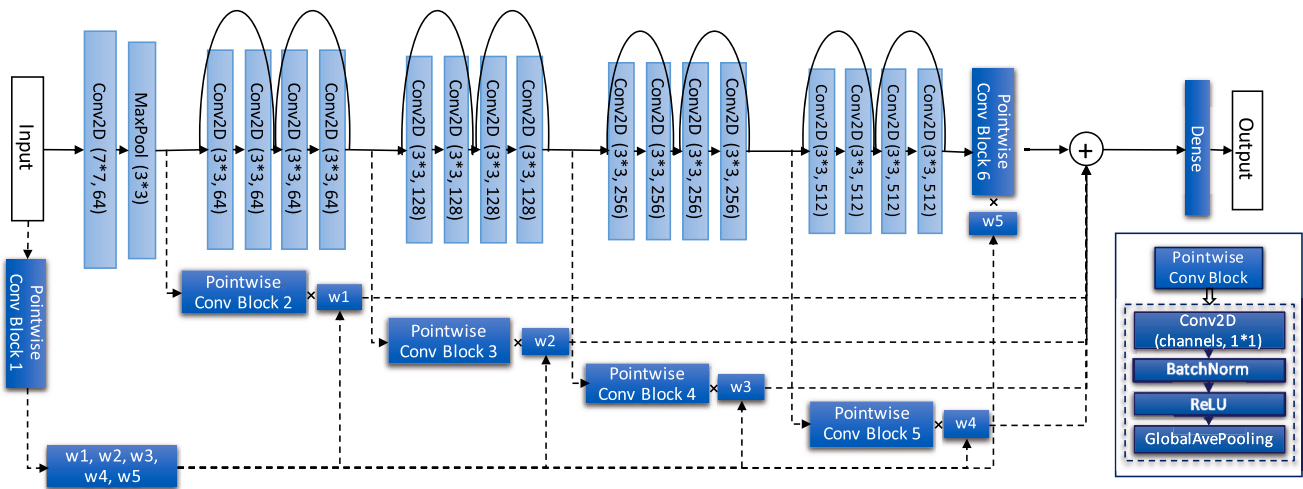 Input
Conv2D (7*7, 64)
MaxPool (3*3)
Conv2D (3*3, 64)
Conv2D (3*3, 64)
Conv2D (3*3, 64)
Conv2D (3*3, 64)
Conv2D (3*3, 128)
Conv2D (3*3, 128)
Conv2D (3*3, 128)
Conv2D (3*3, 128)
Conv2D (3*3, 256)
Conv2D (3*3, 256)
Conv2D (3*3, 256)
Conv2D (3*3, 256)
Conv2D (3*3, 512)
Conv2D (3*3, 512)
Conv2D (3*3, 512)
Conv2D (3*3, 512)
Pointwise
Conv Block 6
×
w5
+
Dense
Output
Pointwise
Conv Block 1
Pointwise
Conv Block 2
×
w1
Pointwise
Conv Block 3
×
w2
Pointwise
Conv Block 4
×
w3
Pointwise
Conv Block 5
×
w4
w1, w2, w3,
w4, w5
Pointwise
Conv Block
Conv2D
(channels, 1*1)
BatchNorm
ReLU
GlobalAvePooling